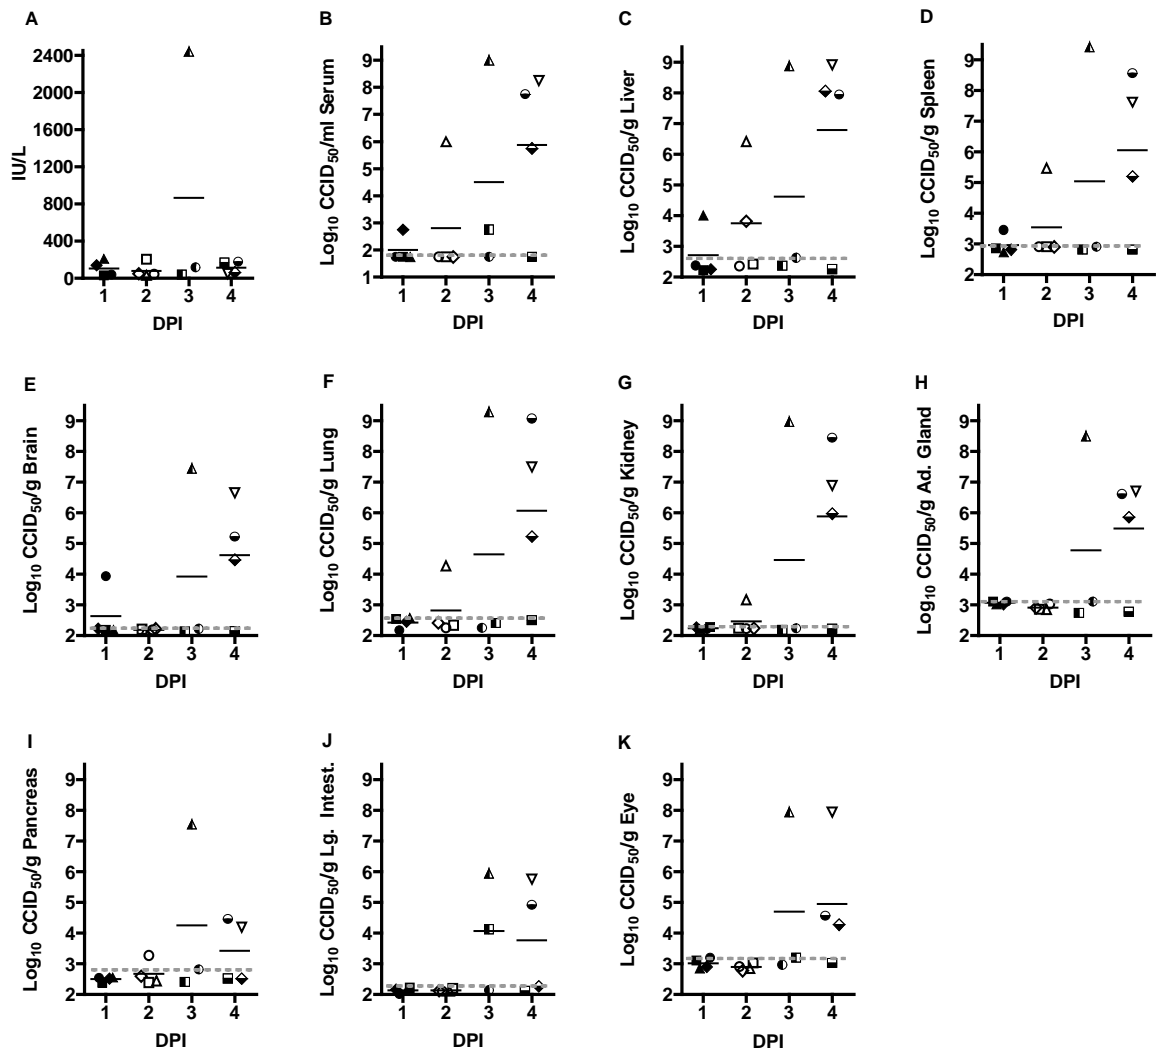 A
IU/L
2400
2000
1600
1200
800
400
0
1 2 3 4
DPI
B
Log10 CCID50/ml Serum
9
8
7
6
5
4
3
2
1
1 2 3 4
DPI
C
Log10 CCID50/g Liver
9
8
7
6
5
4
3
2
1 2 3 4
DPI
D
Log10 CCID50/g Spleen
9
8
7
6
5
4
3
2
1 2 3 4
DPI
E
Log10 CCID50/g Brain
9
8
7
6
5
4
3
2
1 2 3 4
DPI
F
Log10 CCID50/g Lung
9
8
7
6
5
4
3
2
1 2 3 4
DPI
G
Log10 CCID50/g Kidney
9
8
7
6
5
4
3
2
1 2 3 4
DPI
H
Log10 CCID50/g Ad. Gland
9
8
7
6
5
4
3
2
1 2 3 4
DPI
I
Log10 CCID50/g Pancreas
9
8
7
6
5
4
3
2
1 2 3 4
DPI
J
Log10 CCID50/g Lg. Intest.
9
8
7
6
5
4
3
2
1 2 3 4
DPI
K
Log10 CCID50/g Eye
9
8
7
6
5
4
3
2
1 2 3 4
DPI